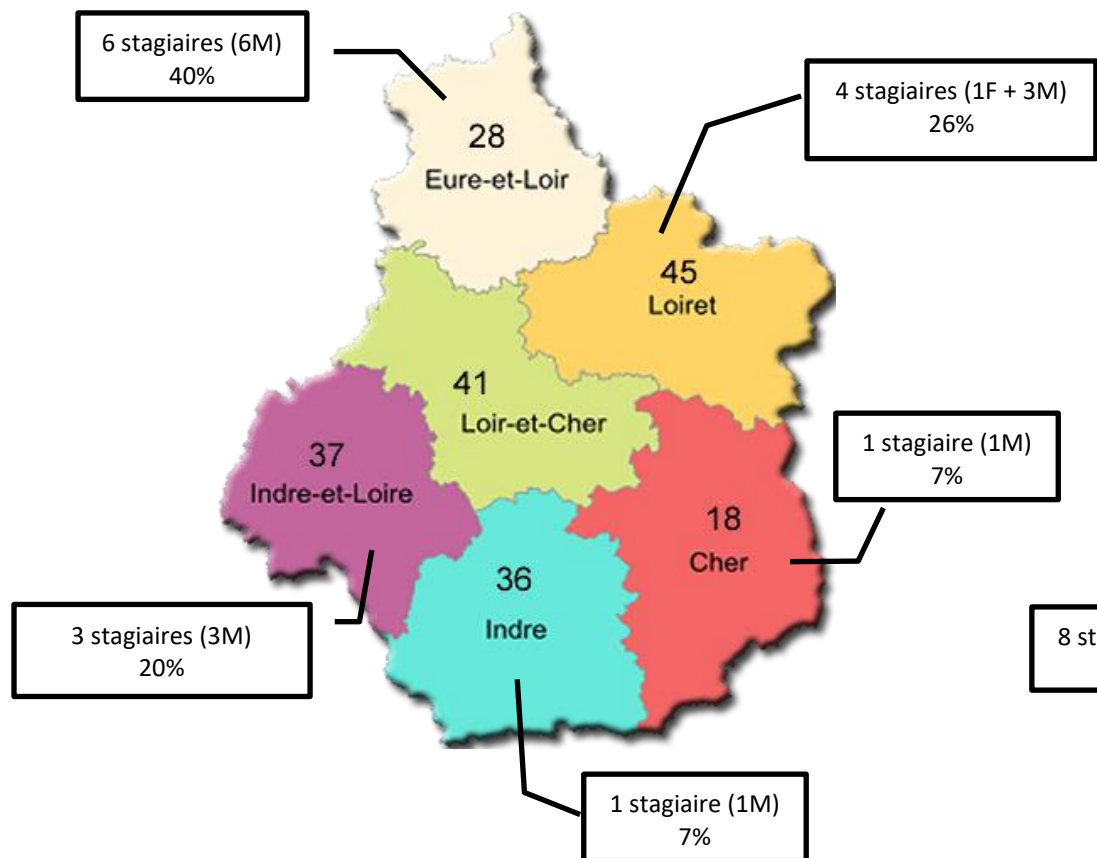 6 stagiaires (6M)
40%
4 stagiaires (1F + 3M)
26%
28
Eure-et-Loir
45
Loiret
41
Loir-et-Cher
1 stagiaire (1M)
7%
37
Indre-et-Loire
18
Cher
36
Indre
3 stagiaires (3M)
20%
8 st
1 stagiaire (1M)
7%